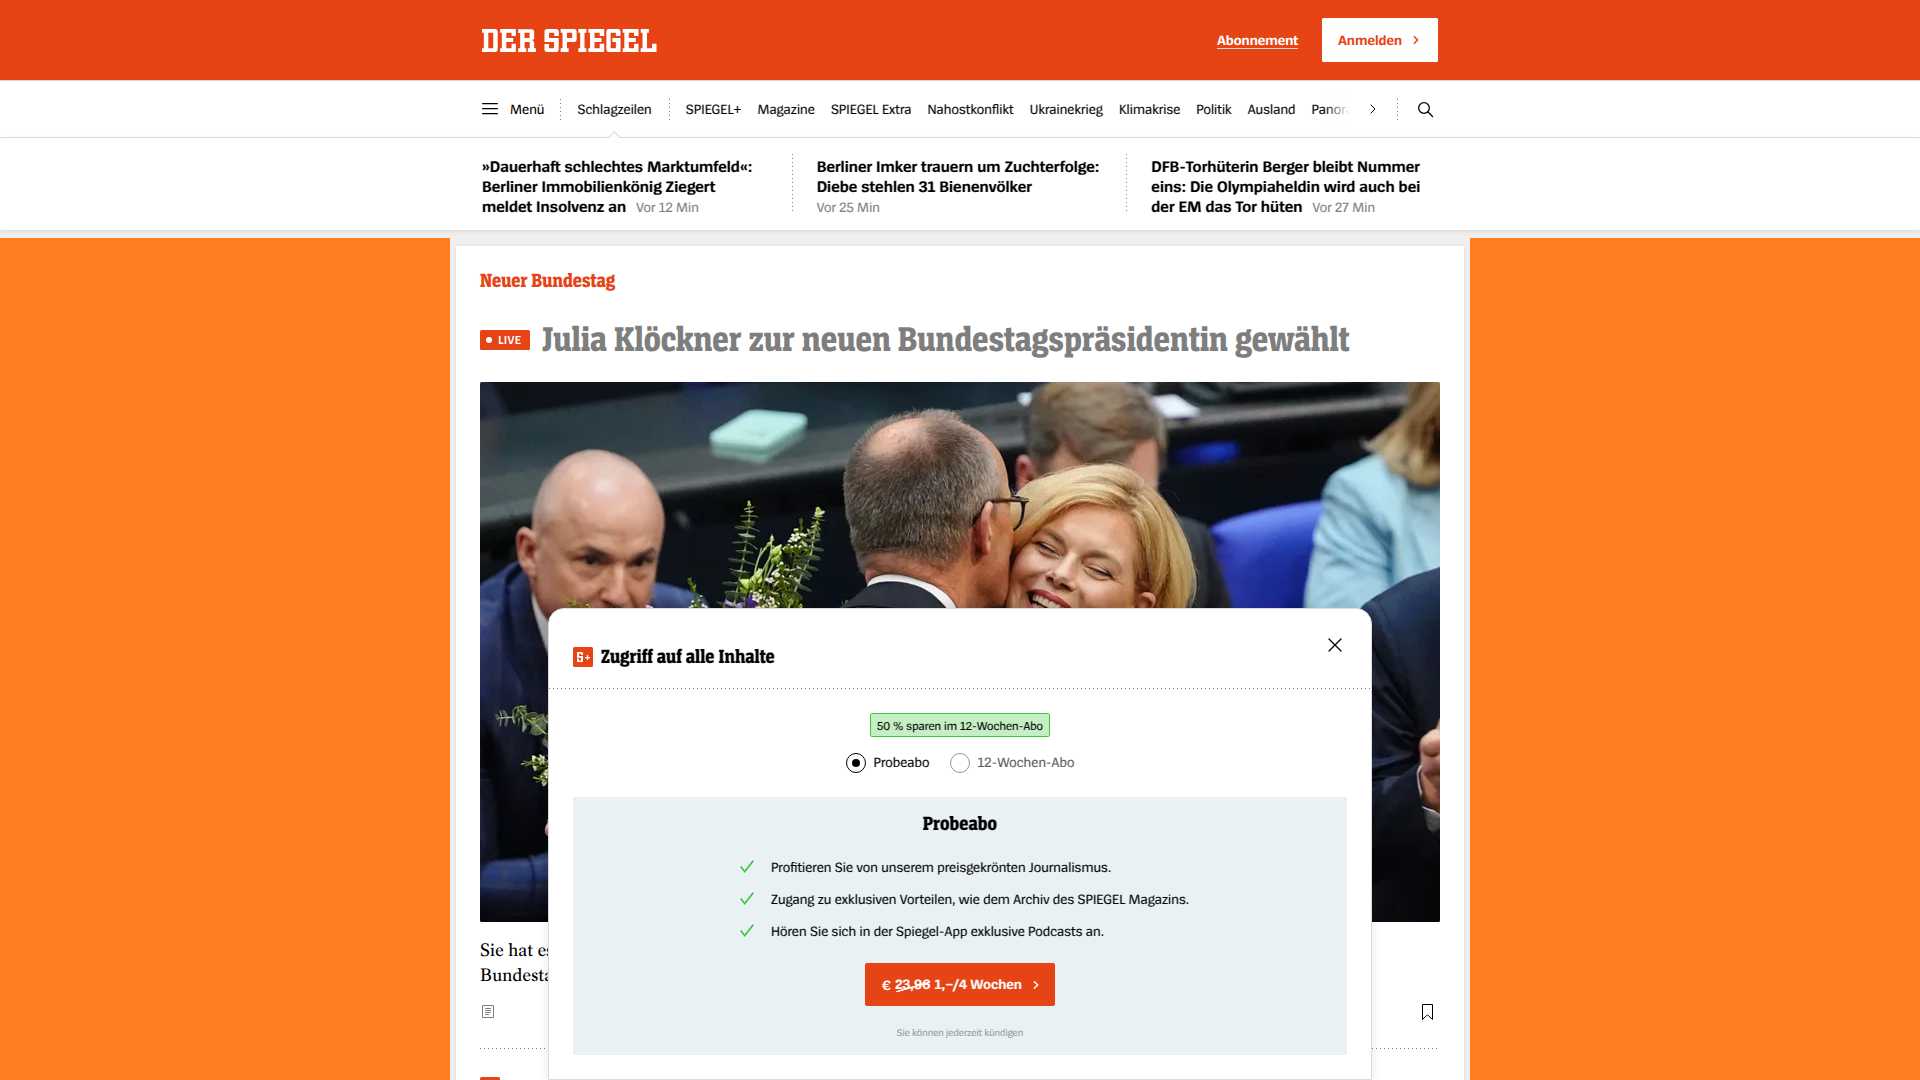 DER SPIEGEL
Abonnement
Anmelden
Menü
Schlagzeilen
SPIEGEL+
Magazine
SPIEGEL Extra
Nahostkonflikt
Ukrainekrieg
Klimakrise
Politik
Ausland
»Dauerhaft schlechtes Marktumfeld«:
Berliner Immobilienkönig Ziegert
meldet Insolvenz an Vor 12 Min
Berliner Imker trauern um Zuchterfolge:
Diebe stehlen 31 Bienenvölker
Vor 25 Min
DFB-Torhüterin Berger bleibt Nummer
eins: Die Olympiaheldin wird auch bei
der EM das Tor hüten Vor 27 Min
Neuer Bundestag
LIVE Julia Klöckner zur neuen Bundestagspräsidentin gewählt
Zugriff auf alle Inhalte
50 % sparen im 12-Wochen-Abo
Probeabo
12-Wochen-Abo
Probeabo
Profitieren Sie von unserem preisgekrönten Journalismus.
Zugang zu exklusiven Vorteilen, wie dem Archiv des SPIEGEL Magazins.
Hören Sie sich in der Spiegel-App exklusive Podcasts an.
€ 23,96 1,–/4 Wochen
Sie können jederzeit kündigen
Sie hat